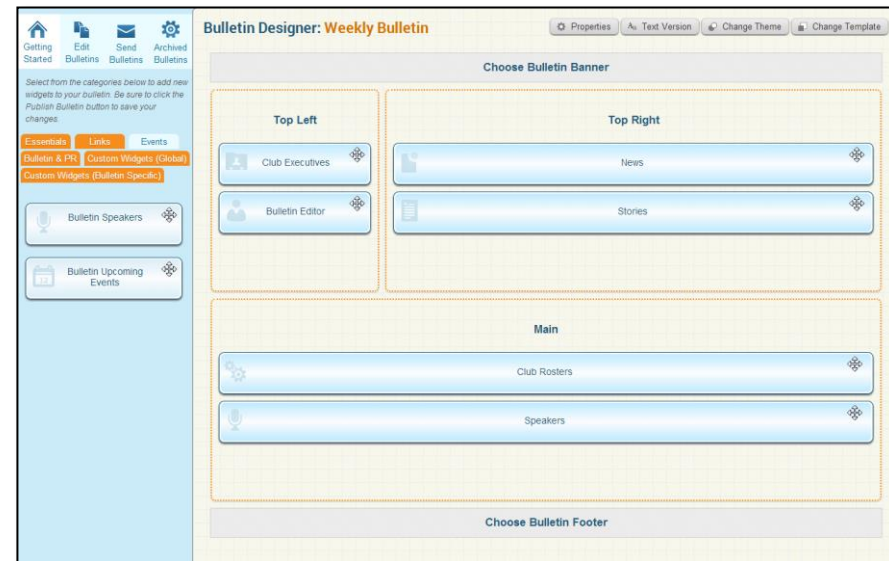 Getting Started
Edit Bulletins
Send Bulletins
Archived Bulletins
Select from the categories below to add new
widgets to your bulletin. Be sure to click the
Publish Bulletin button to save your
changes.
Essentials
Links
Events
Bulletin & PR
Custom Widgets (Global)
Custom Widgets (Bulletin Specific)
Bulletin Speakers
Bulletin Upcoming
Events
Bulletin Designer: Weekly Bulletin
Properties
Text Version
Change Theme
Change Template
Choose Bulletin Banner
Top Left
Club Executives
Bulletin Editor
Top Right
News
Stories
Main
Club Rosters
Speakers
Choose Bulletin Footer